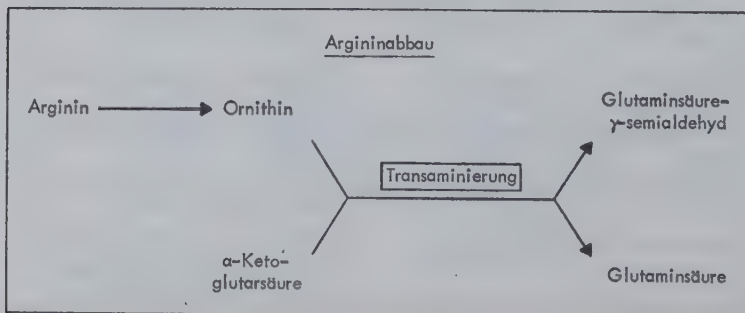 Argininabbau
Arginin
Ornithin
Glutaminsäure-
γ-semialdehyd
Transaminierung
α-Keto-
glutarsäure
Glutaminsäure